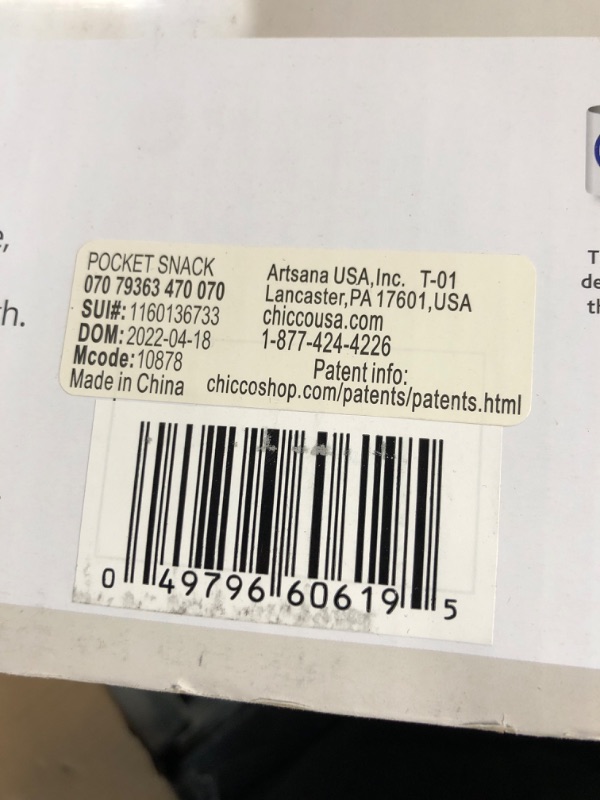 POCKET SNACK
070 79363 470 070
SUI#: 1160136733
DOM: 2022-04-18
Mcode: 10878
Made in China
Artsana USA, Inc. T-01
Lancaster, PA 17601, USA
chiccousa.com
1-877-424-4226
Patent info:
chiccoshop.com/patents/patents.html
0 49796 60619 5